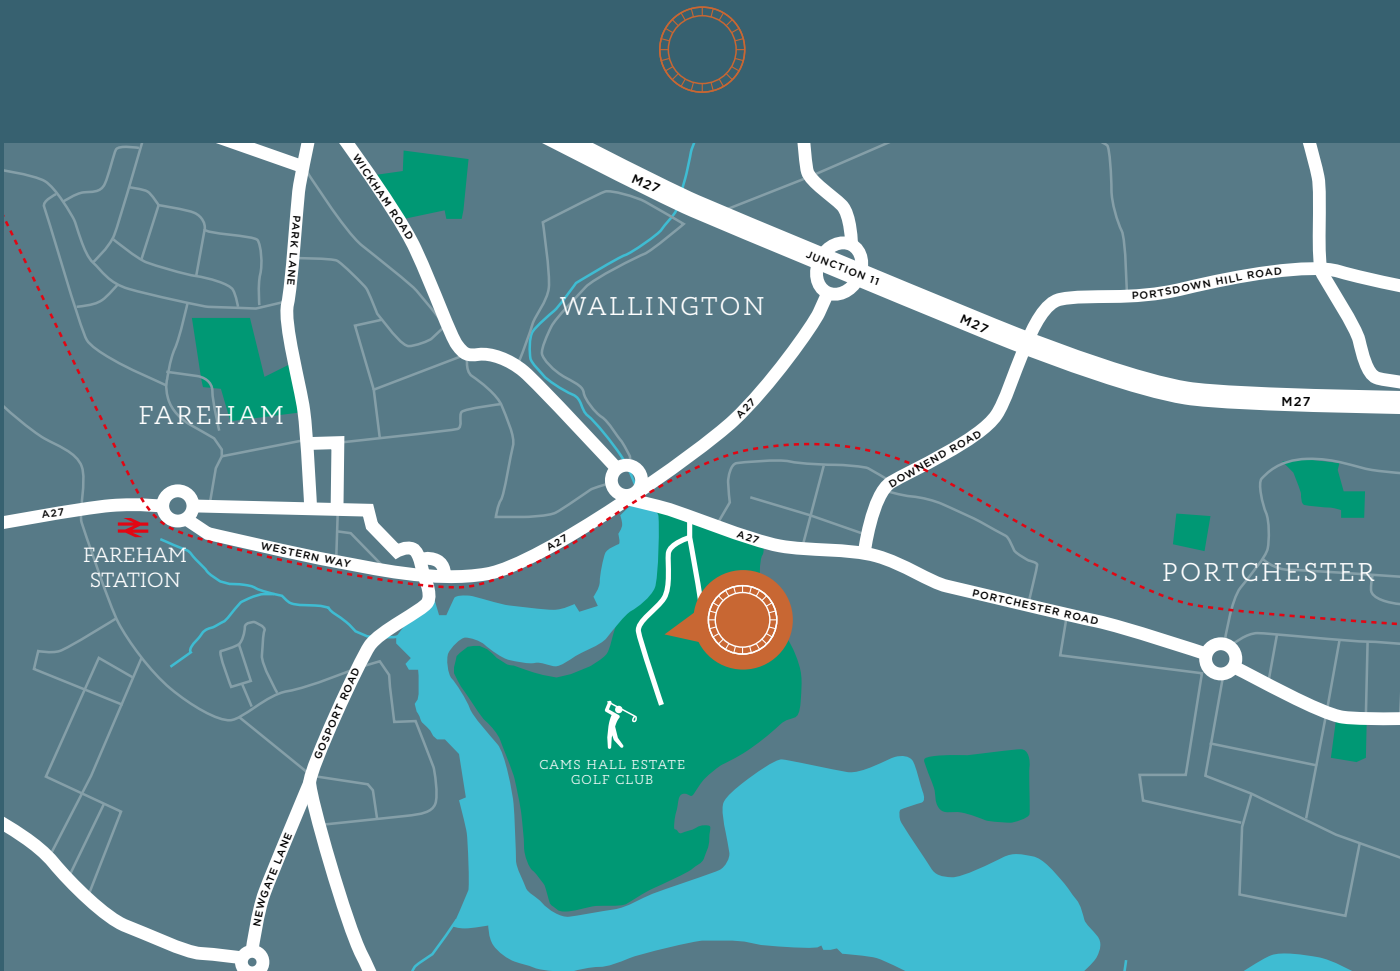 M27
WICKHAM ROAD
PARK LANE
JUNCTION 11
PORTSDOWN HILL ROAD
WALLINGTON
M27
M27
A27
FAREHAM
DOWNEND ROAD
A27
A27
A27
WESTERN WAY
FAREHAM
STATION
PORTCHESTER
PORTCHESTER ROAD
GOSPORT ROAD
CAMS HALL ESTATE
GOLF CLUB
NEWGATE LANE